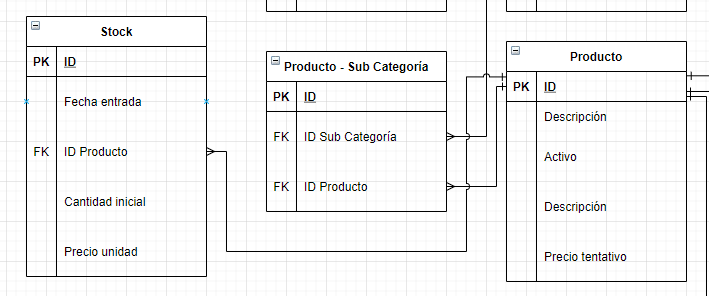 Stock
PK ID
Fecha entrada
FK ID Producto
Cantidad inicial
Precio unidad
Producto - Sub Categoría
PK ID
FK ID Sub Categoría
FK ID Producto
Producto
PK ID
Descripción
Activo
Descripción
Precio tentativo